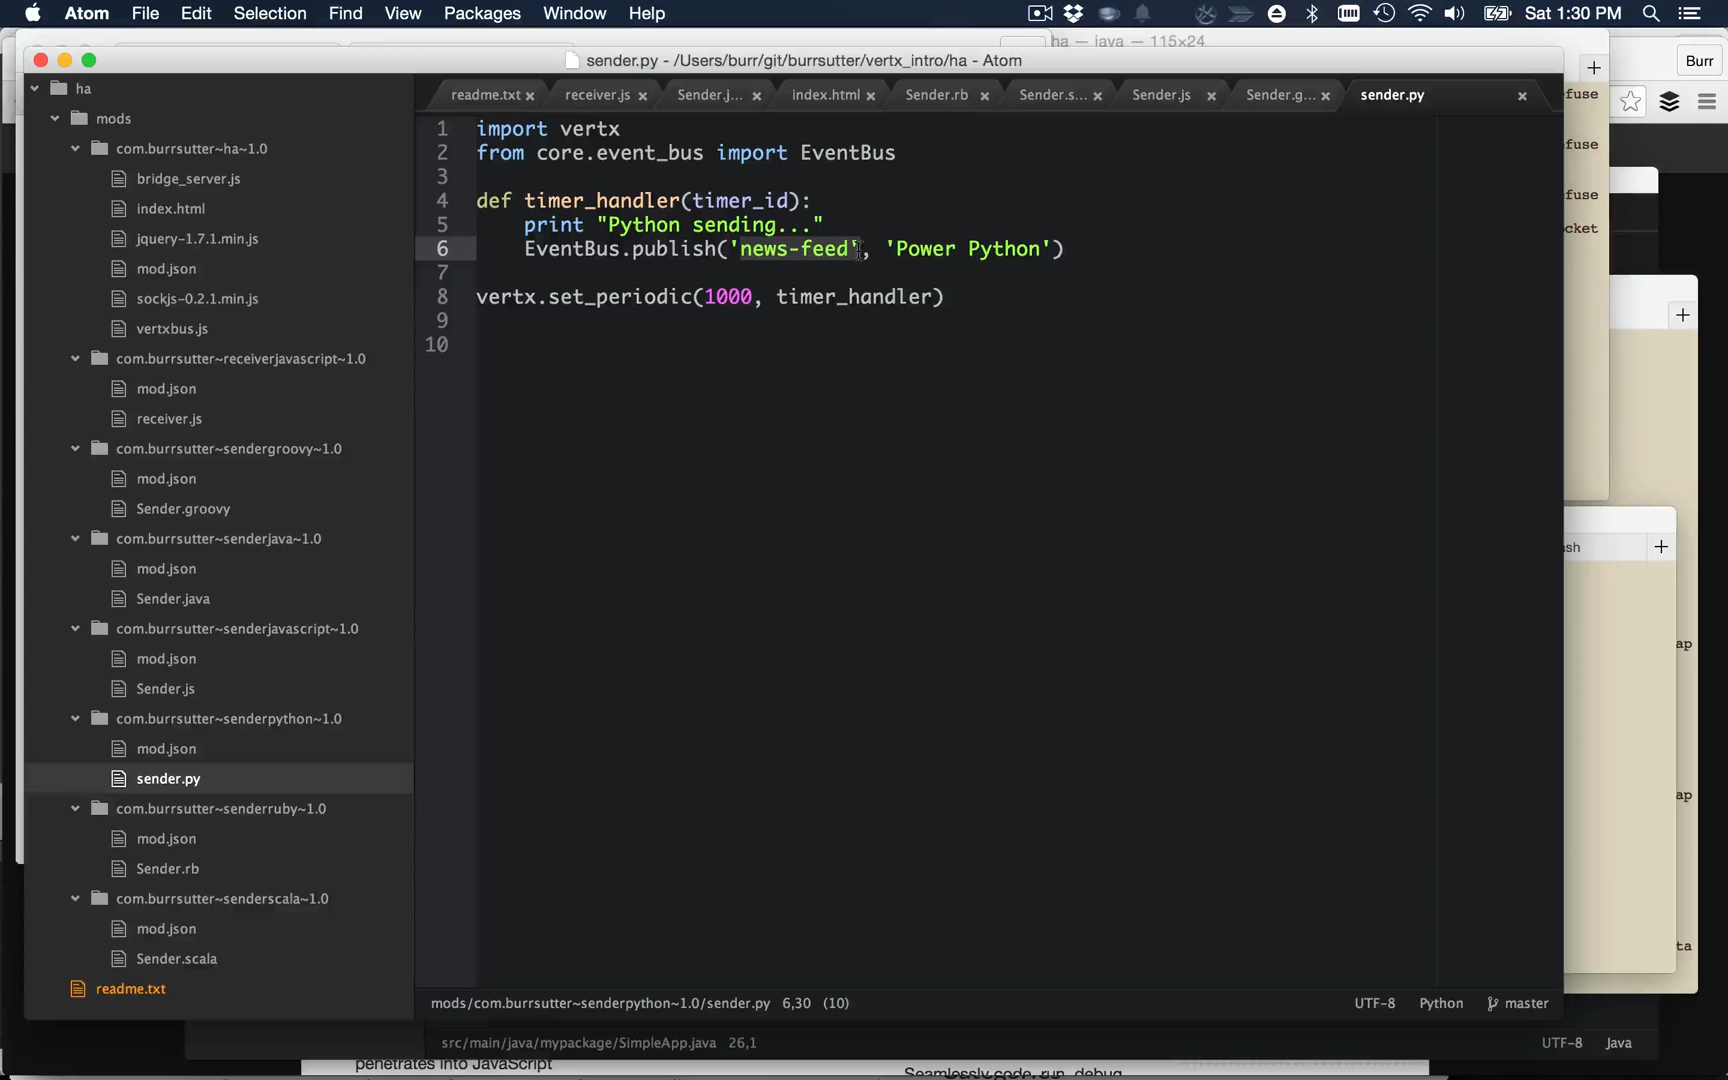 Atom File Edit Selection Find View Packages Window Help Sat 1:30 PM
ha — java — 115×24
sender.py - /Users/burr/git/burrsutter/vertx_intro/ha - Atom
Burr
readme.txt receiver.js Sender.j... index.html Sender.rb Sender.s... Sender.js Sender.g... sender.py
ha
mods
com.burrsutter~ha~1.0
bridge_server.js
index.html
jquery-1.7.1.min.js
mod.json
sockjs-0.2.1.min.js
vertxbus.js
com.burrsutter~receiverjavascript~1.0
mod.json
receiver.js
com.burrsutter~sendergroovy~1.0
mod.json
Sender.groovy
com.burrsutter~senderjava~1.0
mod.json
Sender.java
com.burrsutter~senderjavascript~1.0
mod.json
Sender.js
com.burrsutter~senderpython~1.0
mod.json
sender.py
com.burrsutter~senderruby~1.0
mod.json
Sender.rb
com.burrsutter~senderscala~1.0
mod.json
Sender.scala
readme.txt
1 import vertx
2 from core.event_bus import EventBus
3
4 def timer_handler(timer_id):
5 print "Python sending..."
6 EventBus.publish('news-feed', 'Power Python')
7
8 vertx.set_periodic(1000, timer_handler)
9
10
efuse
efuse
efuse
ocket
ash
ap
ap
ta
mods/com.burrsutter~senderpython~1.0/sender.py 6,30 (10) UTF-8 Python master
src/main/java/mypackage/SimpleApp.java 26,1 UTF-8 Java
penetrates into JavaScript
Seamlessly code, run, debug